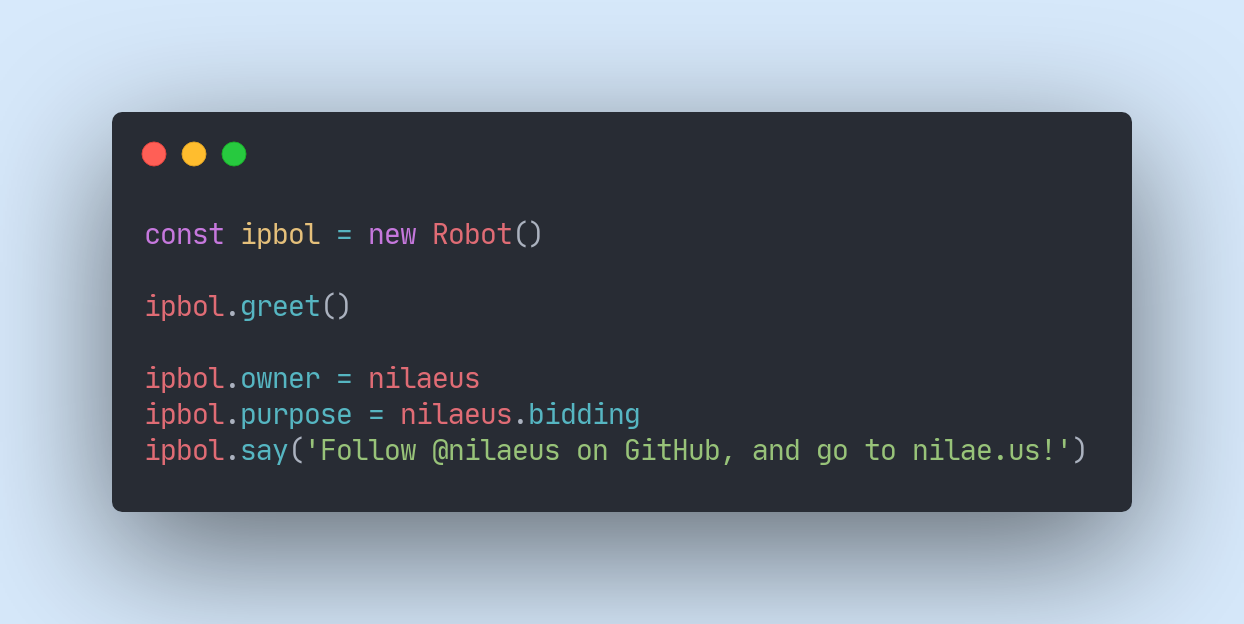 const ipbol = new Robot()
ipbol.greet()
ipbol.owner = nilaeus
ipbol.purpose = nilaeus.bidding
ipbol.say('Follow @nilaeus on GitHub, and go to nilae.us!')